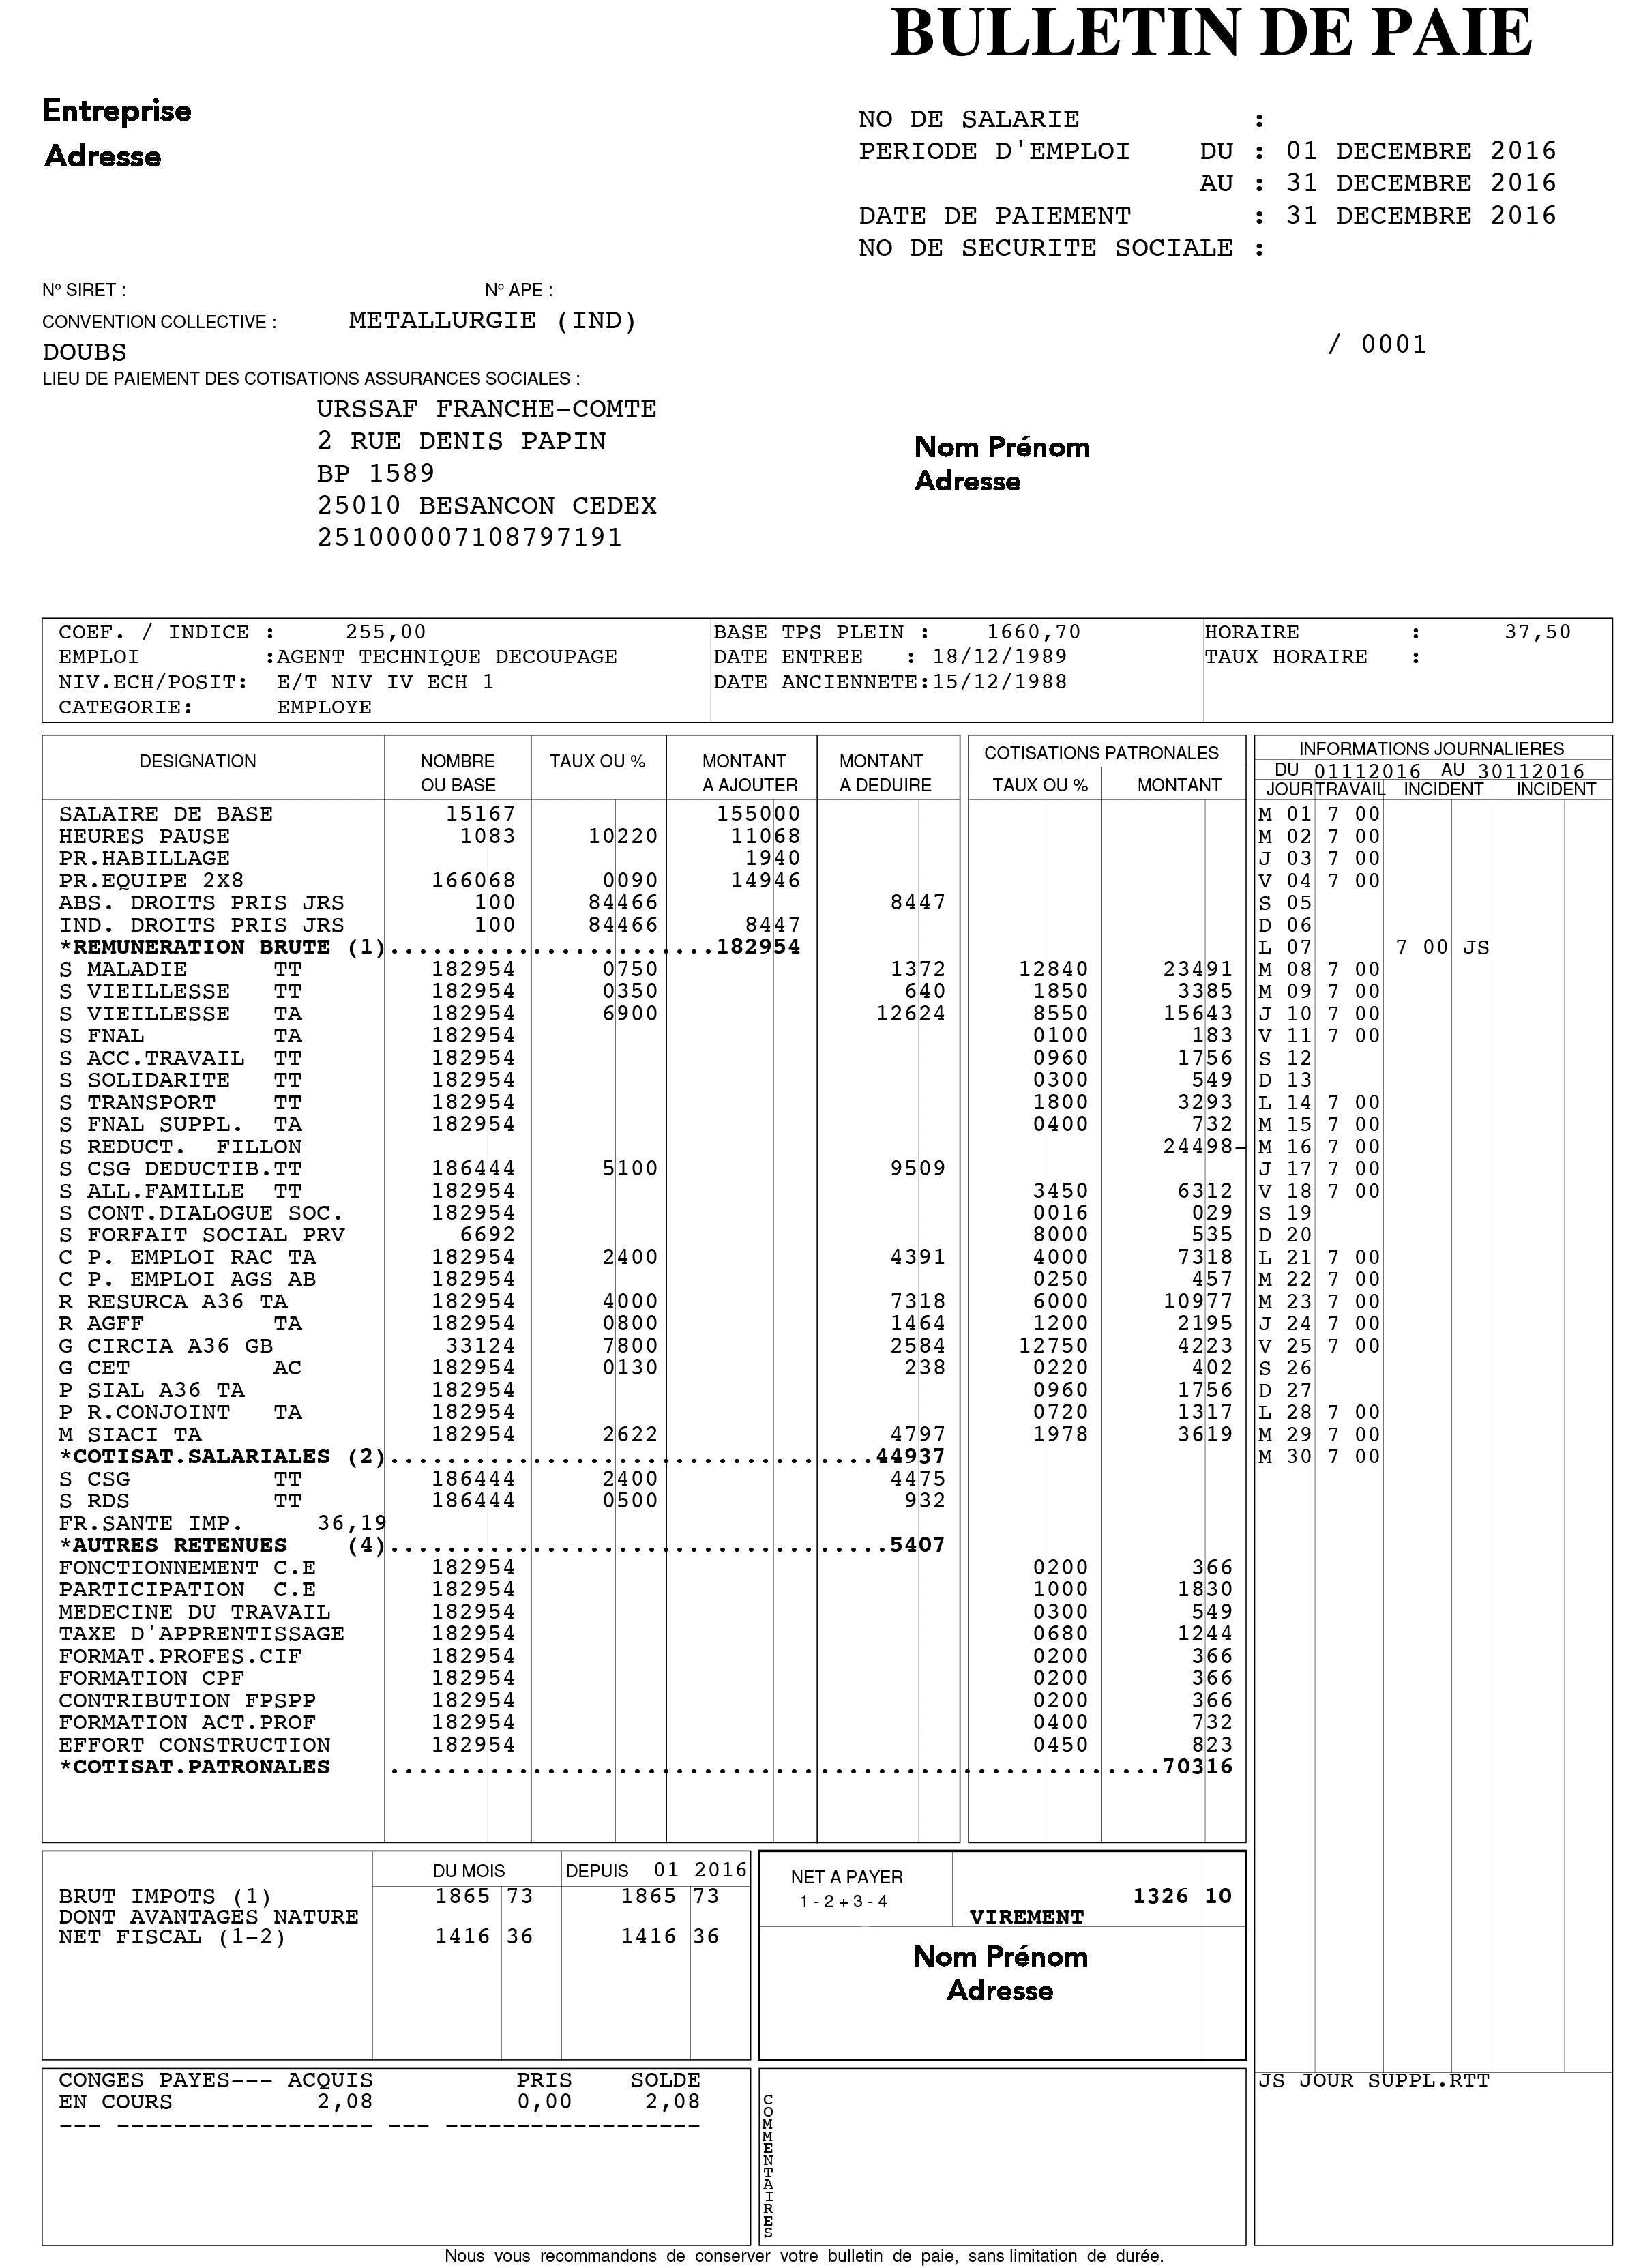 BULLETIN DE PAIE
Entreprise
Adresse
NO DE SALARIE :
PERIODE D'EMPLOI DU : 01 DECEMBRE 2016
AU : 31 DECEMBRE 2016
DATE DE PAIEMENT : 31 DECEMBRE 2016
NO DE SECURITE SOCIALE :
N° SIRET : N° APE :
CONVENTION COLLECTIVE : METALLURGIE (IND)
DOUBS
/ 0001
LIEU DE PAIEMENT DES COTISATIONS ASSURANCES SOCIALES :
URSSAF FRANCHE-COMTE
2 RUE DENIS PAPIN
BP 1589
25010 BESANCON CEDEX
251000007108797191
Nom Prénom
Adresse
COEF. / INDICE : 255,00 BASE TPS PLEIN : 1660,70 HORAIRE : 37,50
EMPLOI :AGENT TECHNIQUE DECOUPAGE DATE ENTREE : 18/12/1989 TAUX HORAIRE :
NIV.ECH/POSIT: E/T NIV IV ECH 1 DATE ANCIENNETE:15/12/1988
CATEGORIE: EMPLOYE
DESIGNATION NOMBRE OU BASE TAUX OU % MONTANT A AJOUTER MONTANT A DEDUIRE
COTISATIONS PATRONALES
TAUX OU % MONTANT
INFORMATIONS JOURNALIERES
DU 01112016 AU 30112016
JOUR TRAVAIL INCIDENT INCIDENT
SALAIRE DE BASE 15167 155000 M 01 7 00
HEURES PAUSE 1083 10220 11068 M 02 7 00
PR.HABILLAGE 1940 J 03 7 00
PR.EQUIPE 2X8 166068 0090 14946 V 04 7 00
ABS. DROITS PRIS JRS 100 84466 8447 S 05
IND. DROITS PRIS JRS 100 84466 8447 D 06
*REMUNERATION BRUTE (1).......................182954 L 07 7 00 JS
S MALADIE TT 182954 0750 1372 12840 23491 M 08 7 00
S VIEILLESSE TT 182954 0350 640 1850 3385 M 09 7 00
S VIEILLESSE TA 182954 6900 12624 8550 15643 J 10 7 00
S FNAL TA 182954 0100 183 V 11 7 00
S ACC.TRAVAIL TT 182954 0960 1756 S 12
S SOLIDARITE TT 182954 0300 549 D 13
S TRANSPORT TT 182954 1800 3293 L 14 7 00
S FNAL SUPPL. TA 182954 0400 732 M 15 7 00
S REDUCT. FILLON 24498- M 16 7 00
S CSG DEDUCTIB.TT 186444 5100 9509 J 17 7 00
S ALL.FAMILLE TT 182954 3450 6312 V 18 7 00
S CONT.DIALOGUE SOC. 182954 0016 029 S 19
S FORFAIT SOCIAL PRV 6692 8000 535 D 20
C P. EMPLOI RAC TA 182954 2400 4391 4000 7318 L 21 7 00
C P. EMPLOI AGS AB 182954 0250 457 M 22 7 00
R RESURCA A36 TA 182954 4000 7318 6000 10977 M 23 7 00
R AGFF TA 182954 0800 1464 1200 2195 J 24 7 00
G CIRCIA A36 GB 33124 7800 2584 12750 4223 V 25 7 00
G CET AC 182954 0130 238 0220 402 S 26
P SIAL A36 TA 182954 0960 1756 D 27
P R.CONJOINT TA 182954 0720 1317 L 28 7 00
M SIACI TA 182954 2622 4797 1978 3619 M 29 7 00
*COTISAT.SALARIALES (2)..................................44937 M 30 7 00
S CSG TT 186444 2400 4475
S RDS TT 186444 0500 932
FR.SANTE IMP. 36,19
*AUTRES RETENUES (4)...................................5407
FONCTIONNEMENT C.E 182954 0200 366
PARTICIPATION C.E 182954 1000 1830
MEDECINE DU TRAVAIL 182954 0300 549
TAXE D'APPRENTISSAGE 182954 0680 1244
FORMAT.PROFES.CIF 182954 0200 366
FORMATION CPF 182954 0200 366
CONTRIBUTION FPSPP 182954 0200 366
FORMATION ACT.PROF 182954 0400 732
EFFORT CONSTRUCTION 182954 0450 823
*COTISAT.PATRONALES ......................................................70316
DU MOIS DEPUIS 01 2016
BRUT IMPOTS (1) 1865 73 1865 73
DONT AVANTAGES NATURE
NET FISCAL (1-2) 1416 36 1416 36
NET A PAYER
1 - 2 + 3 - 4
1326 10
VIREMENT
Nom Prénom
Adresse
CONGES PAYES--- ACQUIS PRIS SOLDE
EN COURS 2,08 0,00 2,08
--- ------------------ --- ------------------
COMMENTAIRES
JS JOUR SUPPL.RTT
Nous vous recommandons de conserver votre bulletin de paie, sans limitation de durée.